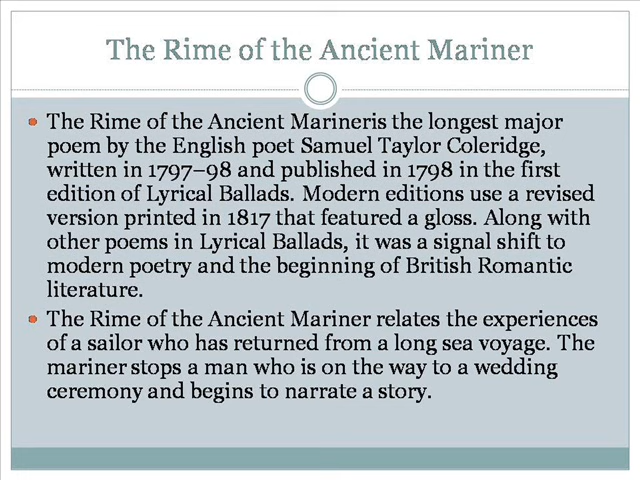 The Rime of the Ancient Mariner
• The Rime of the Ancient Marineris the longest major
poem by the English poet Samuel Taylor Coleridge,
written in 1797–98 and published in 1798 in the first
edition of Lyrical Ballads. Modern editions use a revised
version printed in 1817 that featured a gloss. Along with
other poems in Lyrical Ballads, it was a signal shift to
modern poetry and the beginning of British Romantic
literature.
• The Rime of the Ancient Mariner relates the experiences
of a sailor who has returned from a long sea voyage. The
mariner stops a man who is on the way to a wedding
ceremony and begins to narrate a story.